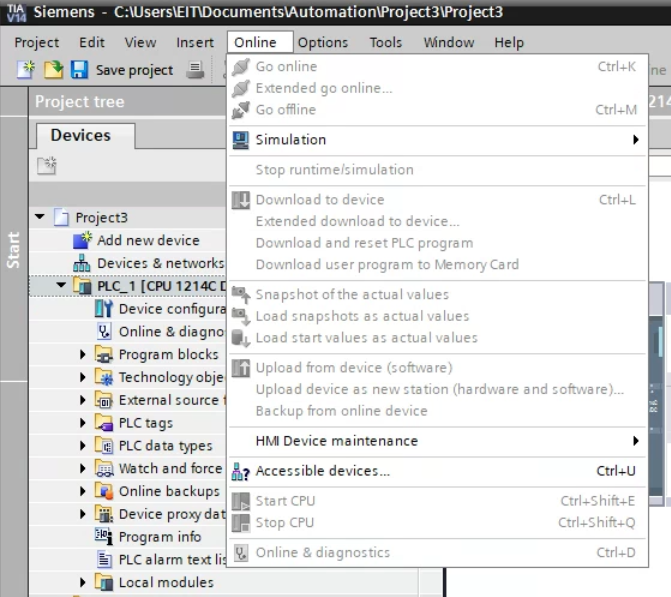 TIA
V14
Siemens - C:\Users\EIT\Documents\Automation\Project3\Project3
Project Edit View Insert Online Options Tools Window Help
Save project
Go online Ctrl+K
Extended go online...
Go offline Ctrl+M
Simulation
Stop runtime/simulation
Download to device Ctrl+L
Extended download to device...
Download and reset PLC program
Download user program to Memory Card
Snapshot of the actual values
Load snapshots as actual values
Load start values as actual values
Upload from device (software)
Upload device as new station (hardware and software)...
Backup from online device
HMI Device maintenance
Accessible devices... Ctrl+U
Start CPU Ctrl+Shift+E
Stop CPU Ctrl+Shift+Q
Online & diagnostics Ctrl+D
Project tree
Devices
Start
Project3
Add new device
Devices & networks
PLC_1 [CPU 1214C D
Device configura
Online & diagno
Program blocks
Technology obje
External source f
PLC tags
PLC data types
Watch and force
Online backups
Device proxy dat
Program info
PLC alarm text lis
Local modules
ne
214